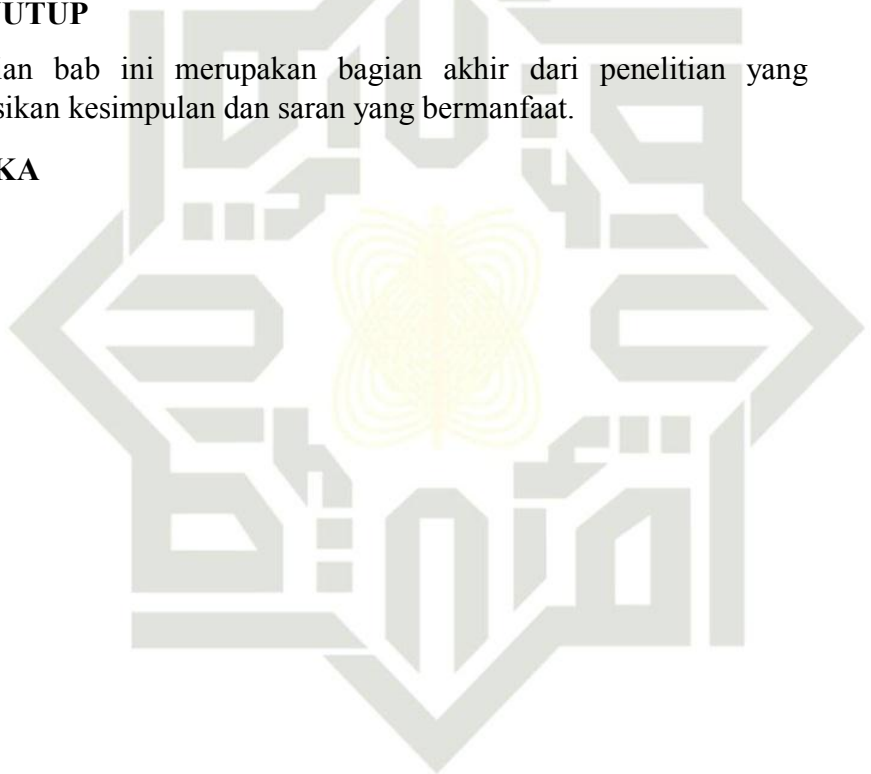 UTUP
an bab ini merupakan bagian akhir dari penelitian yang
sikan kesimpulan dan saran yang bermanfaat.
KA